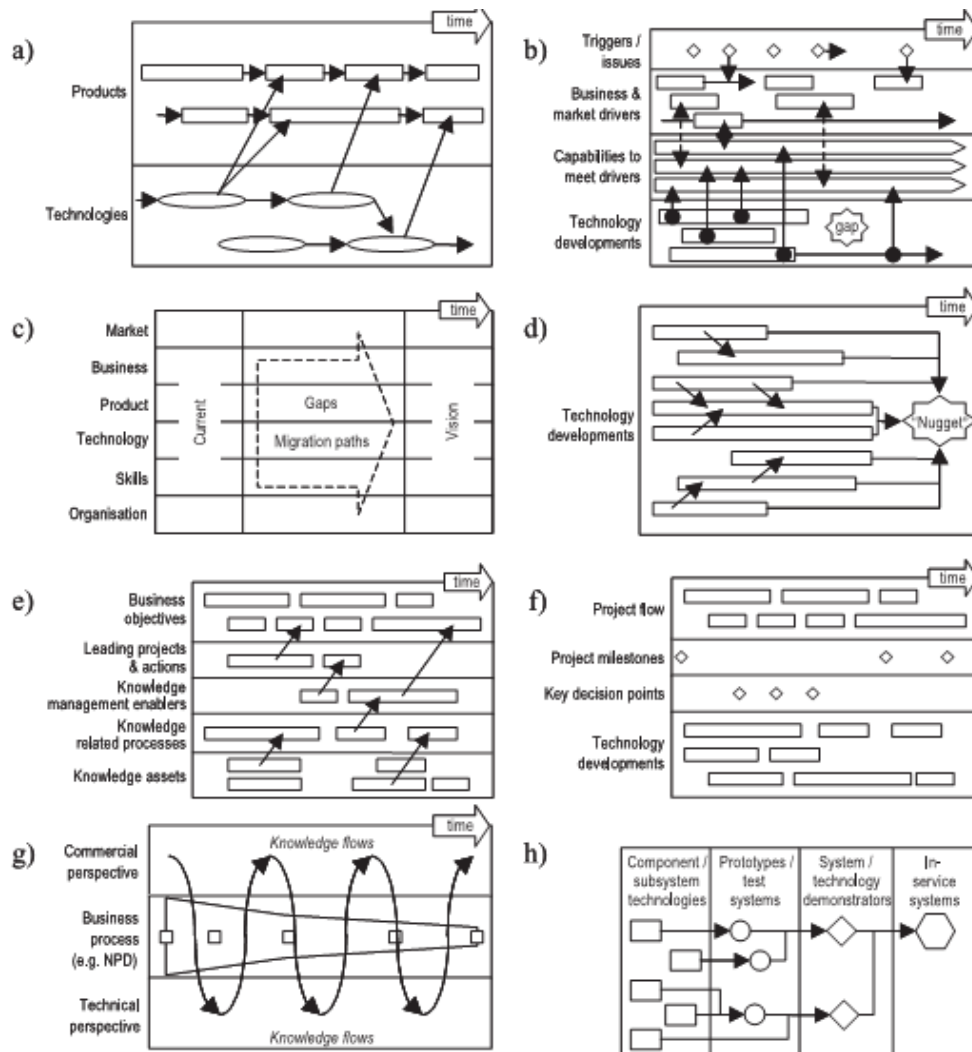 a)
time
Products
Technologies
b)
time
Triggers /
issues
Business &
market drivers
Capabilities to
meet drivers
Technology
developments
gap
c)
time
Market
Business
Product
Technology
Skills
Organisation
Current
Gaps
Migration paths
Vision
d)
time
Technology
developments
"Nugget"
e)
time
Business
objectives
Leading projects
& actions
Knowledge
management enablers
Knowledge
related processes
Knowledge assets
f)
time
Project flow
Project milestones
Key decision points
Technology
developments
g)
time
Commercial
perspective
Knowledge flows
Business
process
(e.g. NPD)
Technical
perspective
Knowledge flows
h)
Component /
subsystem
technologies
Prototypes /
test
systems
System /
technology
demonstrators
In-
service
systems